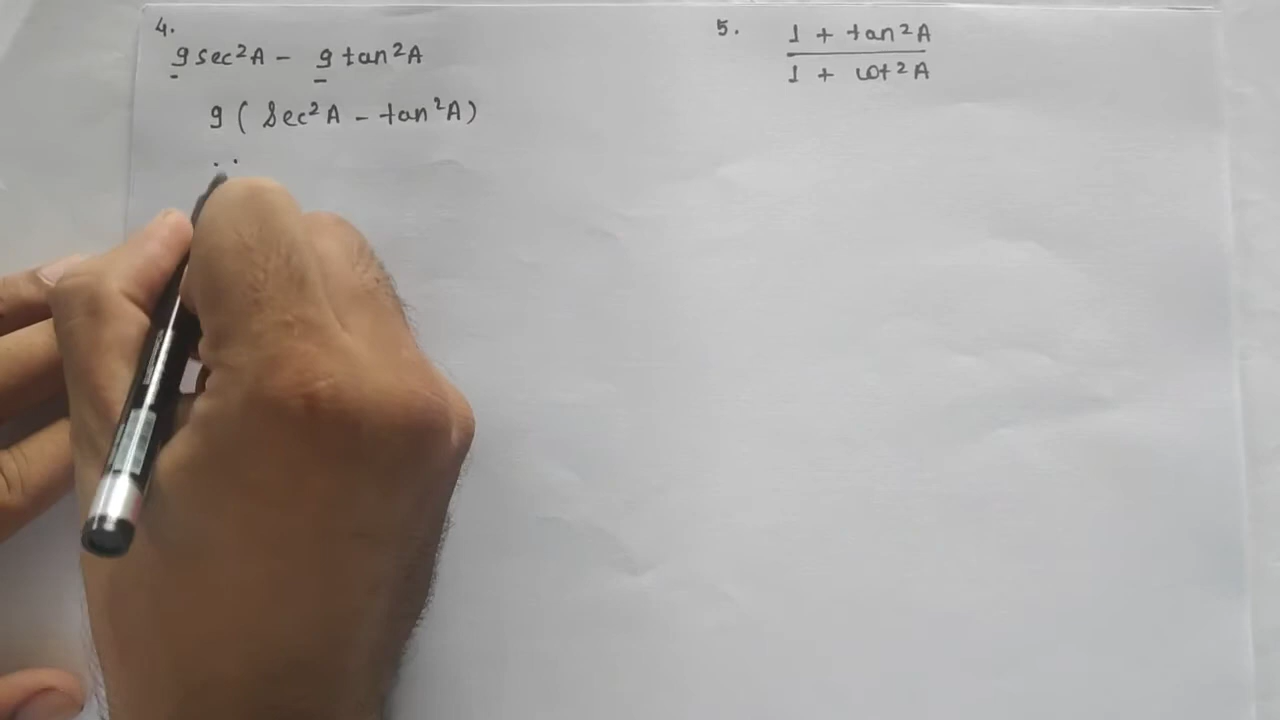 4.
9 sec²A - 9 tan²A
9 ( Sec²A - tan²A)
∵
5.
1 + tan²A
1 + cot²A